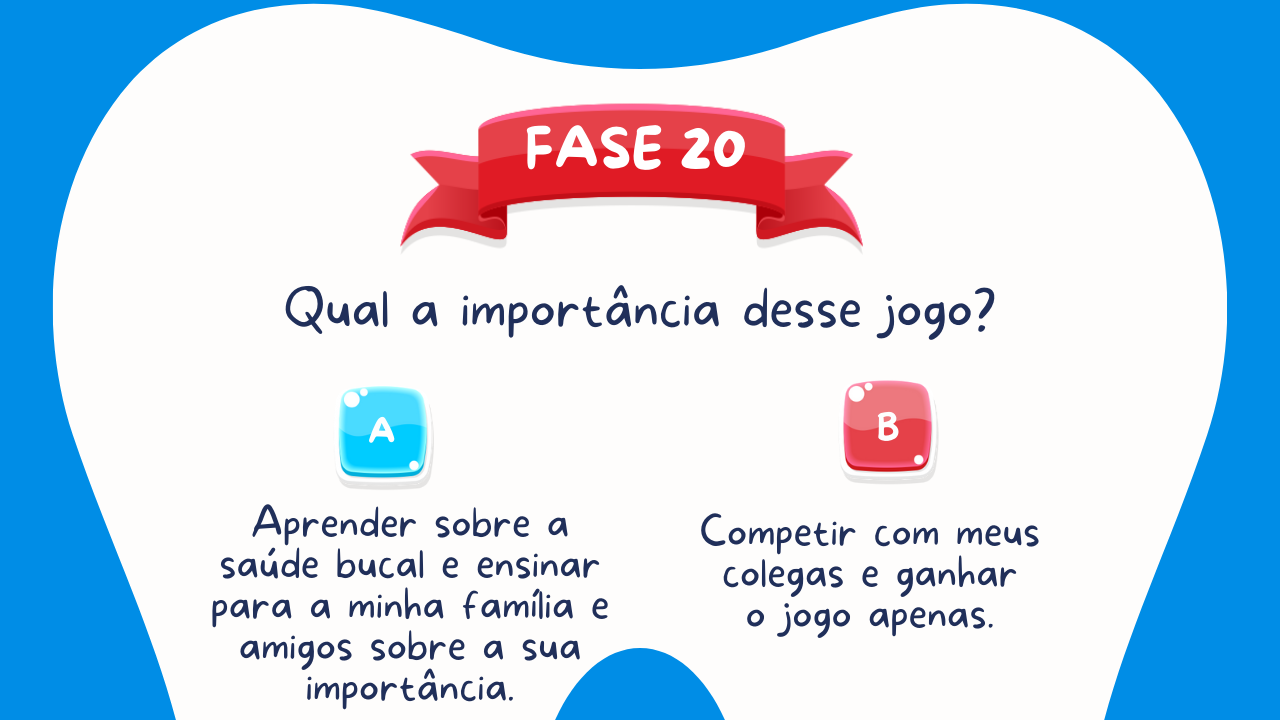 FASE 20
Qual a importância desse jogo?
A
Aprender sobre a
saúde bucal e ensinar
para a minha família e
amigos sobre a sua
importância.
B
Competir com meus
colegas e ganhar
o jogo apenas.